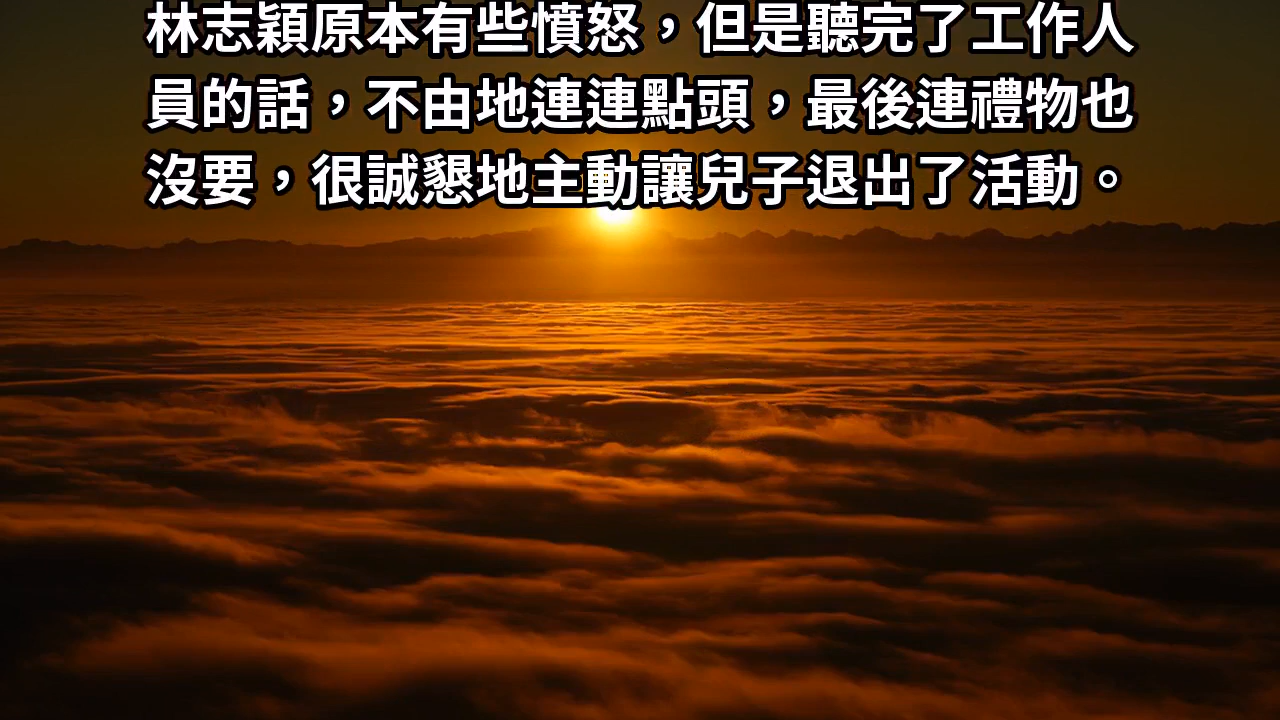 林志穎原本有些憤怒，但是聽完了工作人
員的話，不由地連連點頭，最後連禮物也
沒要，很誠懇地主動讓兒子退出了活動。